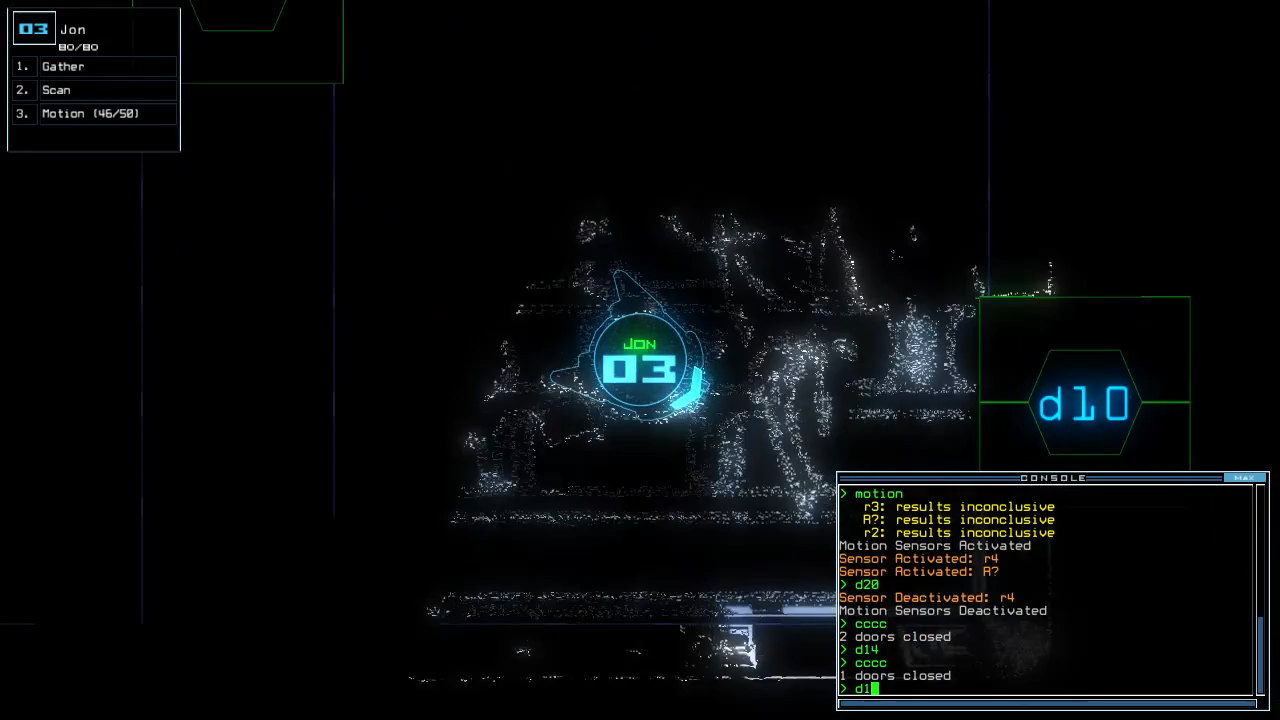 03 Jon
80/80
1. Gather
2. Scan
3. Motion (46/50)
JON
03
d10
CONSOLE
MAX
> motion
r3: results inconclusive
A?: results inconclusive
r2: results inconclusive
Motion Sensors Activated
Sensor Activated: r4
Sensor Activated: A?
> d20
Sensor Deactivated: r4
Motion Sensors Deactivated
> cccc
2 doors closed
> d14
> cccc
1 doors closed
> d1